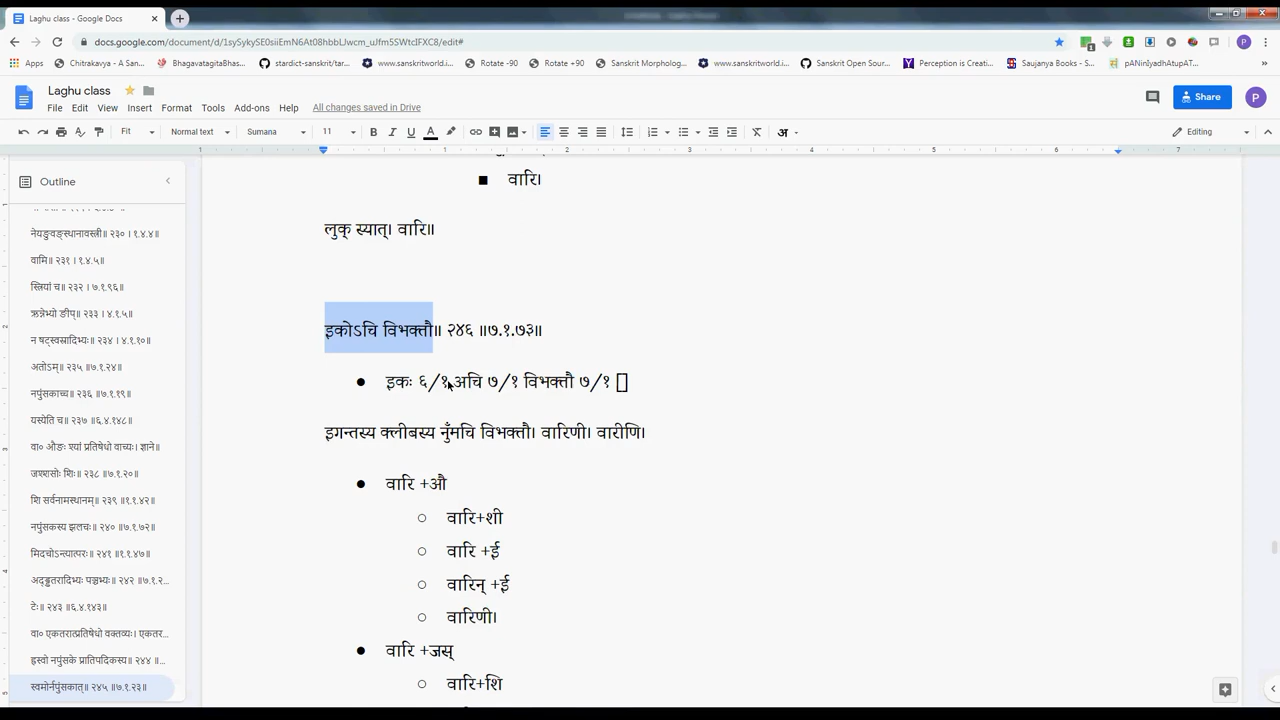 Laghu class - Google Docs
docs.google.com/document/d/1sySykySE0siiEmN6At08hbbLJwcm_uJfm5SWtcIFXC8/edit#
Apps Chitrakavya - A San... BhagavatagitaBhas... stardict-sanskrit/tar... www.sanskritworld.i... Rotate -90 Rotate +90 Sanskrit Morpholog... www.sanskritworld.i... Sanskrit Open Sour... Perception is Creati... Saujanya Books - S... pANinIyadhAtupAT...
Laghu class
File Edit View Insert Format Tools Add-ons Help All changes saved in Drive
Share
P
Fit Normal text Sumana 11 B I U A अ Editing
1 1 2 3 4 5 6 7
Outline
नेयङुवङ्स्थानावस्त्री॥ २३० । १.४.४॥
वामि॥ २३१ । १.४.५॥
स्त्रियां च॥ २३२ । ७.१.९६॥
ऋन्नेभ्यो ङीप्॥ २३३ । ४.१.५॥
न षट्स्वस्रादिभ्यः॥ २३४ । ४.१.१०॥
अतोऽम्॥ २३५ ॥७.१.२४॥
नपुंसकाच्च॥ २३६ ॥७.१.१९॥
यस्येति च॥ २३७ ॥६.४.१४८॥
वा० औङः श्यां प्रतिषेधो वाच्यः। ज्ञाने॥
जश्शसोः शिः॥ २३८ ॥७.१.२०॥
शि सर्वनामस्थानम्॥ २३९ ॥१.१.४२॥
नपुंसकस्य झलचः॥ २४० ॥७.१.७२॥
मिदचोऽन्त्यात्परः॥ २४१ ॥१.१.४७॥
अद्ड्डतरादिभ्यः पञ्चभ्यः॥ २४२ ॥७.१.२...
टेः॥ २४३ ॥६.४.१४३॥
वा० एकतरात्प्रतिषेधो वक्तव्यः। एकतर...
ह्रस्वो नपुंसके प्रातिपदिकस्य॥ २४४ ॥...
स्वमोर्नपुंसकात्॥ २४५ ॥७.१.२३॥
■ वारि।
लुक् स्यात्। वारि॥
इकोऽचि विभक्तौ॥ २४६ ॥७.१.७३॥
● इकः ६/१ अचि ७/१ विभक्तौ ७/१ []
इगन्तस्य क्लीबस्य नुँमचि विभक्तौ। वारिणी। वारीणि।
● वारि +औ
○ वारि+शी
○ वारि +ई
○ वारिन् +ई
○ वारिणी।
● वारि +जस्
○ वारि+शि